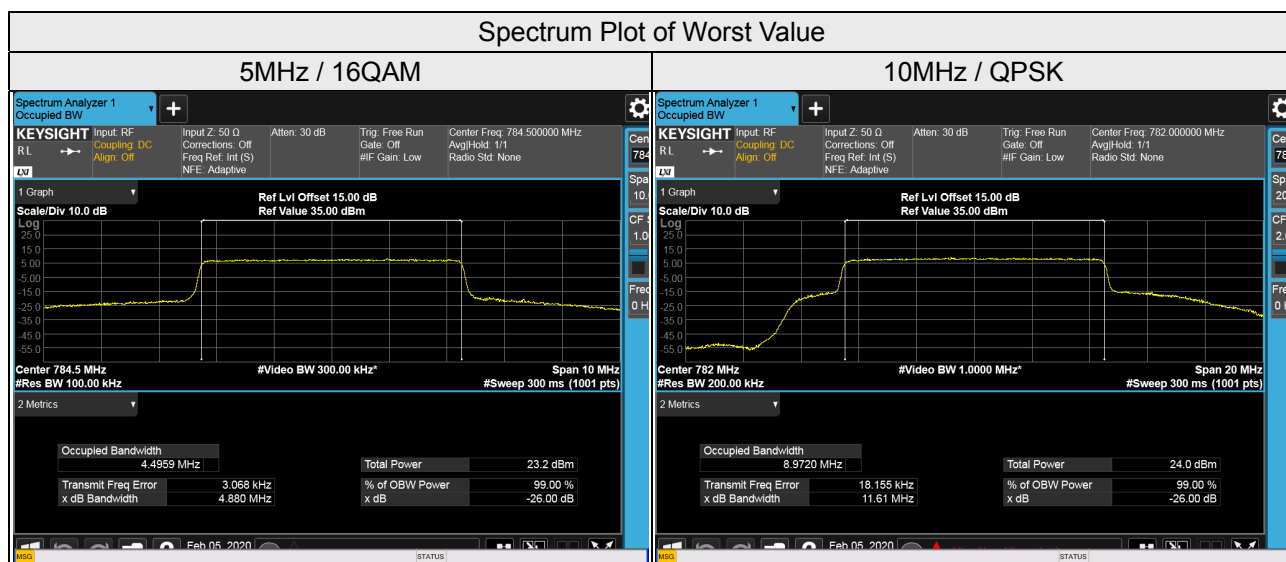 Spectrum Plot of Worst Value
5MHz / 16QAM
10MHz / QPSK
Spectrum Analyzer 1
Occupied BW
+
KEYSIGHT Input: RF Input Z: 50 Ω Atten: 30 dB Trig: Free Run Center Freq: 784.500000 MHz
RL Coupling: DC Corrections: Off Gate: Off Avg|Hold: 1/1
Align: Off Freq Ref: Int (S) #IF Gain: Low Radio Std: None
LXI NFE: Adaptive
1 Graph
Ref Lvl Offset 15.00 dB
Scale/Div 10.0 dB Ref Value 35.00 dBm
Log
25.0
15.0
5.00
-5.00
-15.0
-25.0
-35.0
-45.0
-55.0
Center 784.5 MHz #Video BW 300.00 kHz* Span 10 MHz
#Res BW 100.00 kHz #Sweep 300 ms (1001 pts)
2 Metrics
Occupied Bandwidth
4.4959 MHz Total Power 23.2 dBm
Transmit Freq Error 3.068 kHz % of OBW Power 99.00 %
x dB Bandwidth 4.880 MHz x dB -26.00 dB
Feb 05, 2020
MSG STATUS
Spectrum Analyzer 1
Occupied BW
+
KEYSIGHT Input: RF Input Z: 50 Ω Atten: 30 dB Trig: Free Run Center Freq: 782.000000 MHz
RL Coupling: DC Corrections: Off Gate: Off Avg|Hold: 1/1
Align: Off Freq Ref: Int (S) #IF Gain: Low Radio Std: None
LXI NFE: Adaptive
1 Graph
Ref Lvl Offset 15.00 dB
Scale/Div 10.0 dB Ref Value 35.00 dBm
Log
25.0
15.0
5.00
-5.00
-15.0
-25.0
-35.0
-45.0
-55.0
Center 782 MHz #Video BW 1.0000 MHz* Span 20 MHz
#Res BW 200.00 kHz #Sweep 300 ms (1001 pts)
2 Metrics
Occupied Bandwidth
8.9720 MHz Total Power 24.0 dBm
Transmit Freq Error 18.155 kHz % of OBW Power 99.00 %
x dB Bandwidth 11.61 MHz x dB -26.00 dB
Feb 05, 2020
MSG STATUS